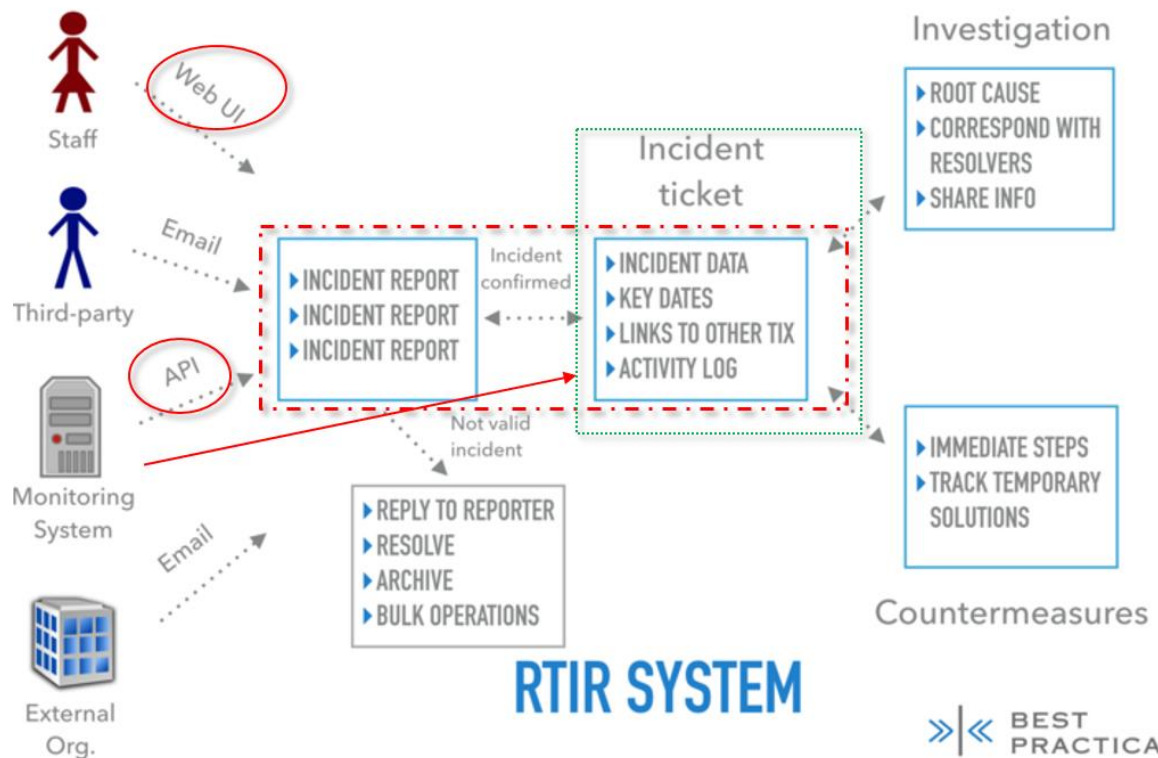 Staff
Web UI
Third-party
Email
Monitoring
System
API
External
Org.
Email
INCIDENT REPORT
INCIDENT REPORT
INCIDENT REPORT
Incident
confirmed
Not valid
incident
REPLY TO REPORTER
RESOLVE
ARCHIVE
BULK OPERATIONS
Incident
ticket
INCIDENT DATA
KEY DATES
LINKS TO OTHER TIX
ACTIVITY LOG
Investigation
ROOT CAUSE
CORRESPOND WITH
RESOLVERS
SHARE INFO
IMMEDIATE STEPS
TRACK TEMPORARY
SOLUTIONS
Countermeasures
RTIR SYSTEM
BEST
PRACTICA